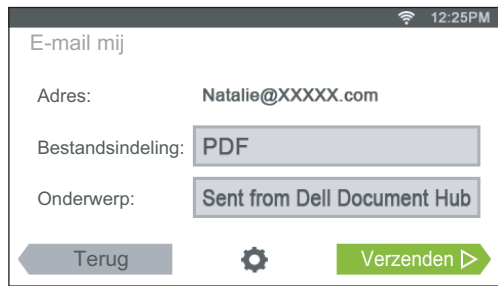 12:25PM
E-mail mij
Adres: Natalie@XXXXX.com
Bestandsindeling: PDF
Onderwerp: Sent from Dell Document Hub
Terug Verzenden